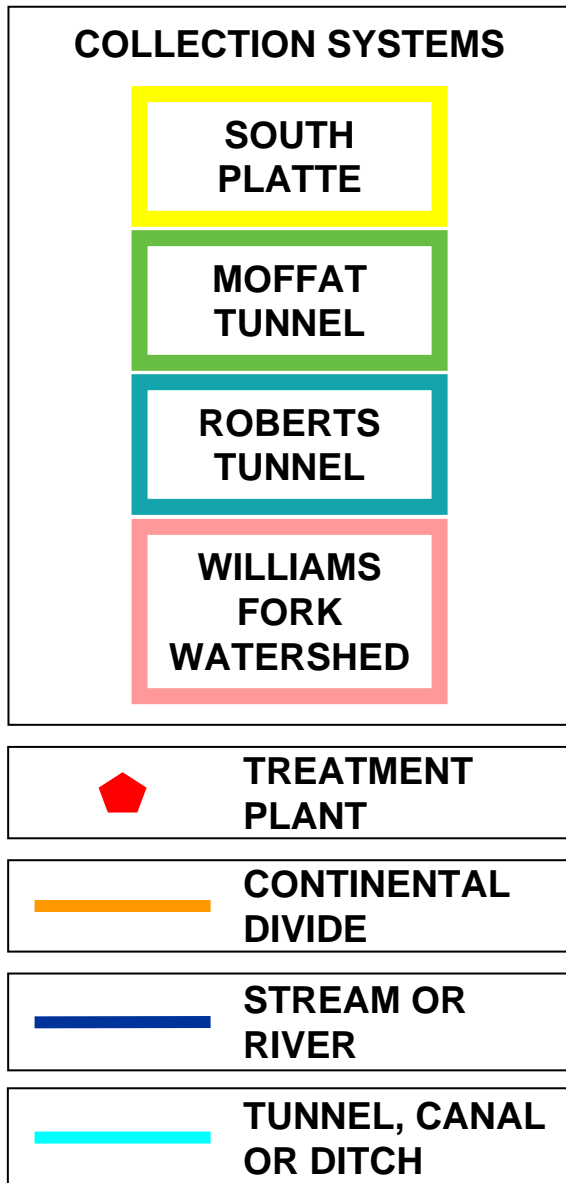 COLLECTION SYSTEMS
SOUTH
PLATTE
MOFFAT
TUNNEL
ROBERTS
TUNNEL
WILLIAMS
FORK
WATERSHED
TREATMENT
PLANT
CONTINENTAL
DIVIDE
STREAM OR
RIVER
TUNNEL, CANAL
OR DITCH